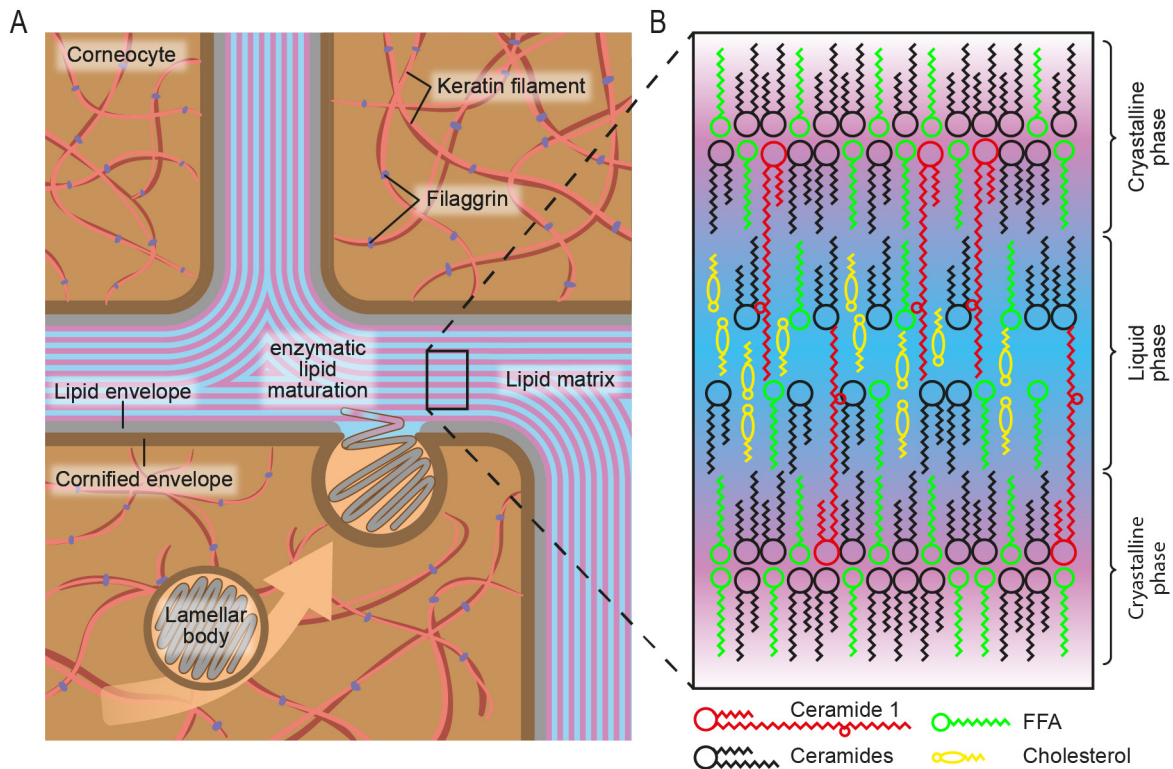 A
Corneocyte
Keratin filament
Filaggrin
enzymatic
lipid
maturation
Lipid matrix
Lipid envelope
Cornified envelope
Lamellar
body
B
Cryastalline
phase
Liquid
phase
Cryastalline
phase
Ceramide 1
FFA
Ceramides
Cholesterol